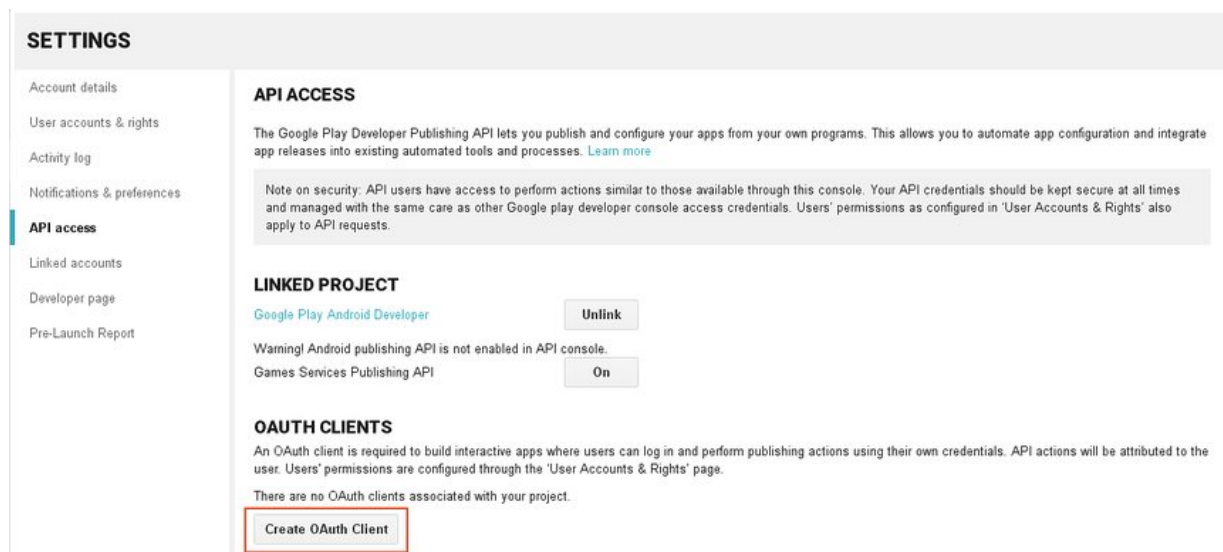 SETTINGS
Account details
User accounts & rights
Activity log
Notifications & preferences
API access
Linked accounts
Developer page
Pre-Launch Report
API ACCESS
The Google Play Developer Publishing API lets you publish and configure your apps from your own programs. This allows you to automate app configuration and integrate
app releases into existing automated tools and processes. Learn more
Note on security: API users have access to perform actions similar to those available through this console. Your API credentials should be kept secure at all times
and managed with the same care as other Google play developer console access credentials. Users' permissions as configured in 'User Accounts & Rights' also
apply to API requests.
LINKED PROJECT
Google Play Android Developer Unlink
Warning! Android publishing API is not enabled in API console.
Games Services Publishing API On
OAUTH CLIENTS
An OAuth client is required to build interactive apps where users can log in and perform publishing actions using their own credentials. API actions will be attributed to the
user. Users' permissions are configured through the 'User Accounts & Rights' page.
There are no OAuth clients associated with your project.
Create OAuth Client